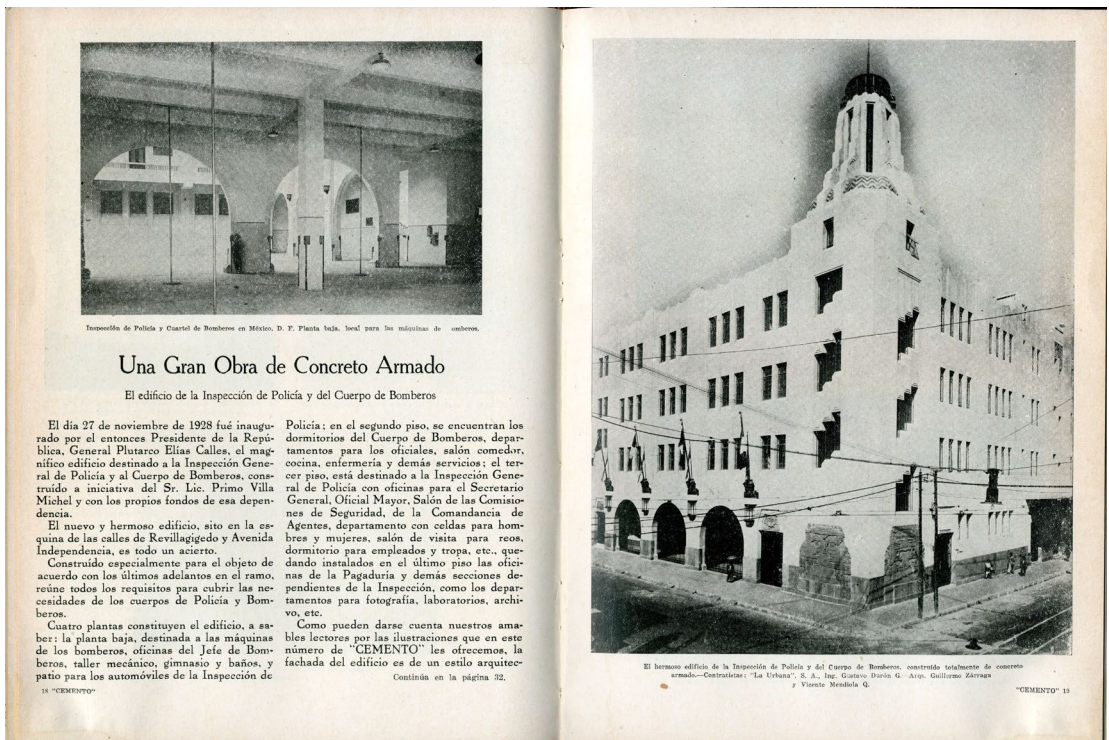 Inspección de Policía y Cuartel de Bomberos en México, D. F. Planta baja, local para las máquinas de omberos.
Una Gran Obra de Concreto Armado
El edificio de la Inspección de Policía y del Cuerpo de Bomberos
El día 27 de noviembre de 1928 fué inaugu-
rado por el entonces Presidente de la Repú-
blica, General Plutarco Elías Calles, el mag-
nífico edificio destinado a la Inspección Gene-
ral de Policía y al Cuerpo de Bomberos, cons-
truído a iniciativa del Sr. Lic. Primo Villa
Michel y con los propios fondos de esa depen-
dencia.
El nuevo y hermoso edificio, sito en la es-
quina de las calles de Revillagigedo y Avenida
Independencia, es todo un acierto.
Construído especialmente para el objeto de
acuerdo con los últimos adelantos en el ramo,
reúne todos los requisitos para cubrir las ne-
cesidades de los cuerpos de Policía y Bom-
beros.
Cuatro plantas constituyen el edificio, a sa-
ber: la planta baja, destinada a las máquinas
de los bomberos, oficinas del Jefe de Bom-
beros, taller mecánico, gimnasio y baños, y
patio para los automóviles de la Inspección de
Policía; en el segundo piso, se encuentran los
dormitorios del Cuerpo de Bomberos, depar-
tamentos para los oficiales, salón comedor,
cocina, enfermería y demás servicios; el ter-
cer piso, está destinado a la Inspección Gene-
ral de Policía con oficinas para el Secretario
General, Oficial Mayor, Salón de las Comisio-
nes de Seguridad, de la Comandancia de
Agentes, departamento con celdas para hom-
bres y mujeres, salón de visita para reos,
dormitorio para empleados y tropa, etc., que-
dando instalados en el último piso las ofici-
nas de la Pagaduría y demás secciones de-
pendientes de la Inspección, como los depar-
tamentos para fotografía, laboratorios, archi-
vo, etc.
Como pueden darse cuenta nuestros ama-
bles lectores por las ilustraciones que en este
número de "CEMENTO" les ofrecemos, la
fachada del edificio es de un estilo arquitec-
Continúa en la página 32.
18 "CEMENTO"
El hermoso edificio de la Inspección de Policía y del Cuerpo de Bomberos, construído totalmente de concreto
armado.—Contratistas: "La Urbana", S. A., Ing. Gustavo Durón G.—Arqs. Guillermo Zárraga
y Vicente Mendiola Q.
"CEMENTO" 19